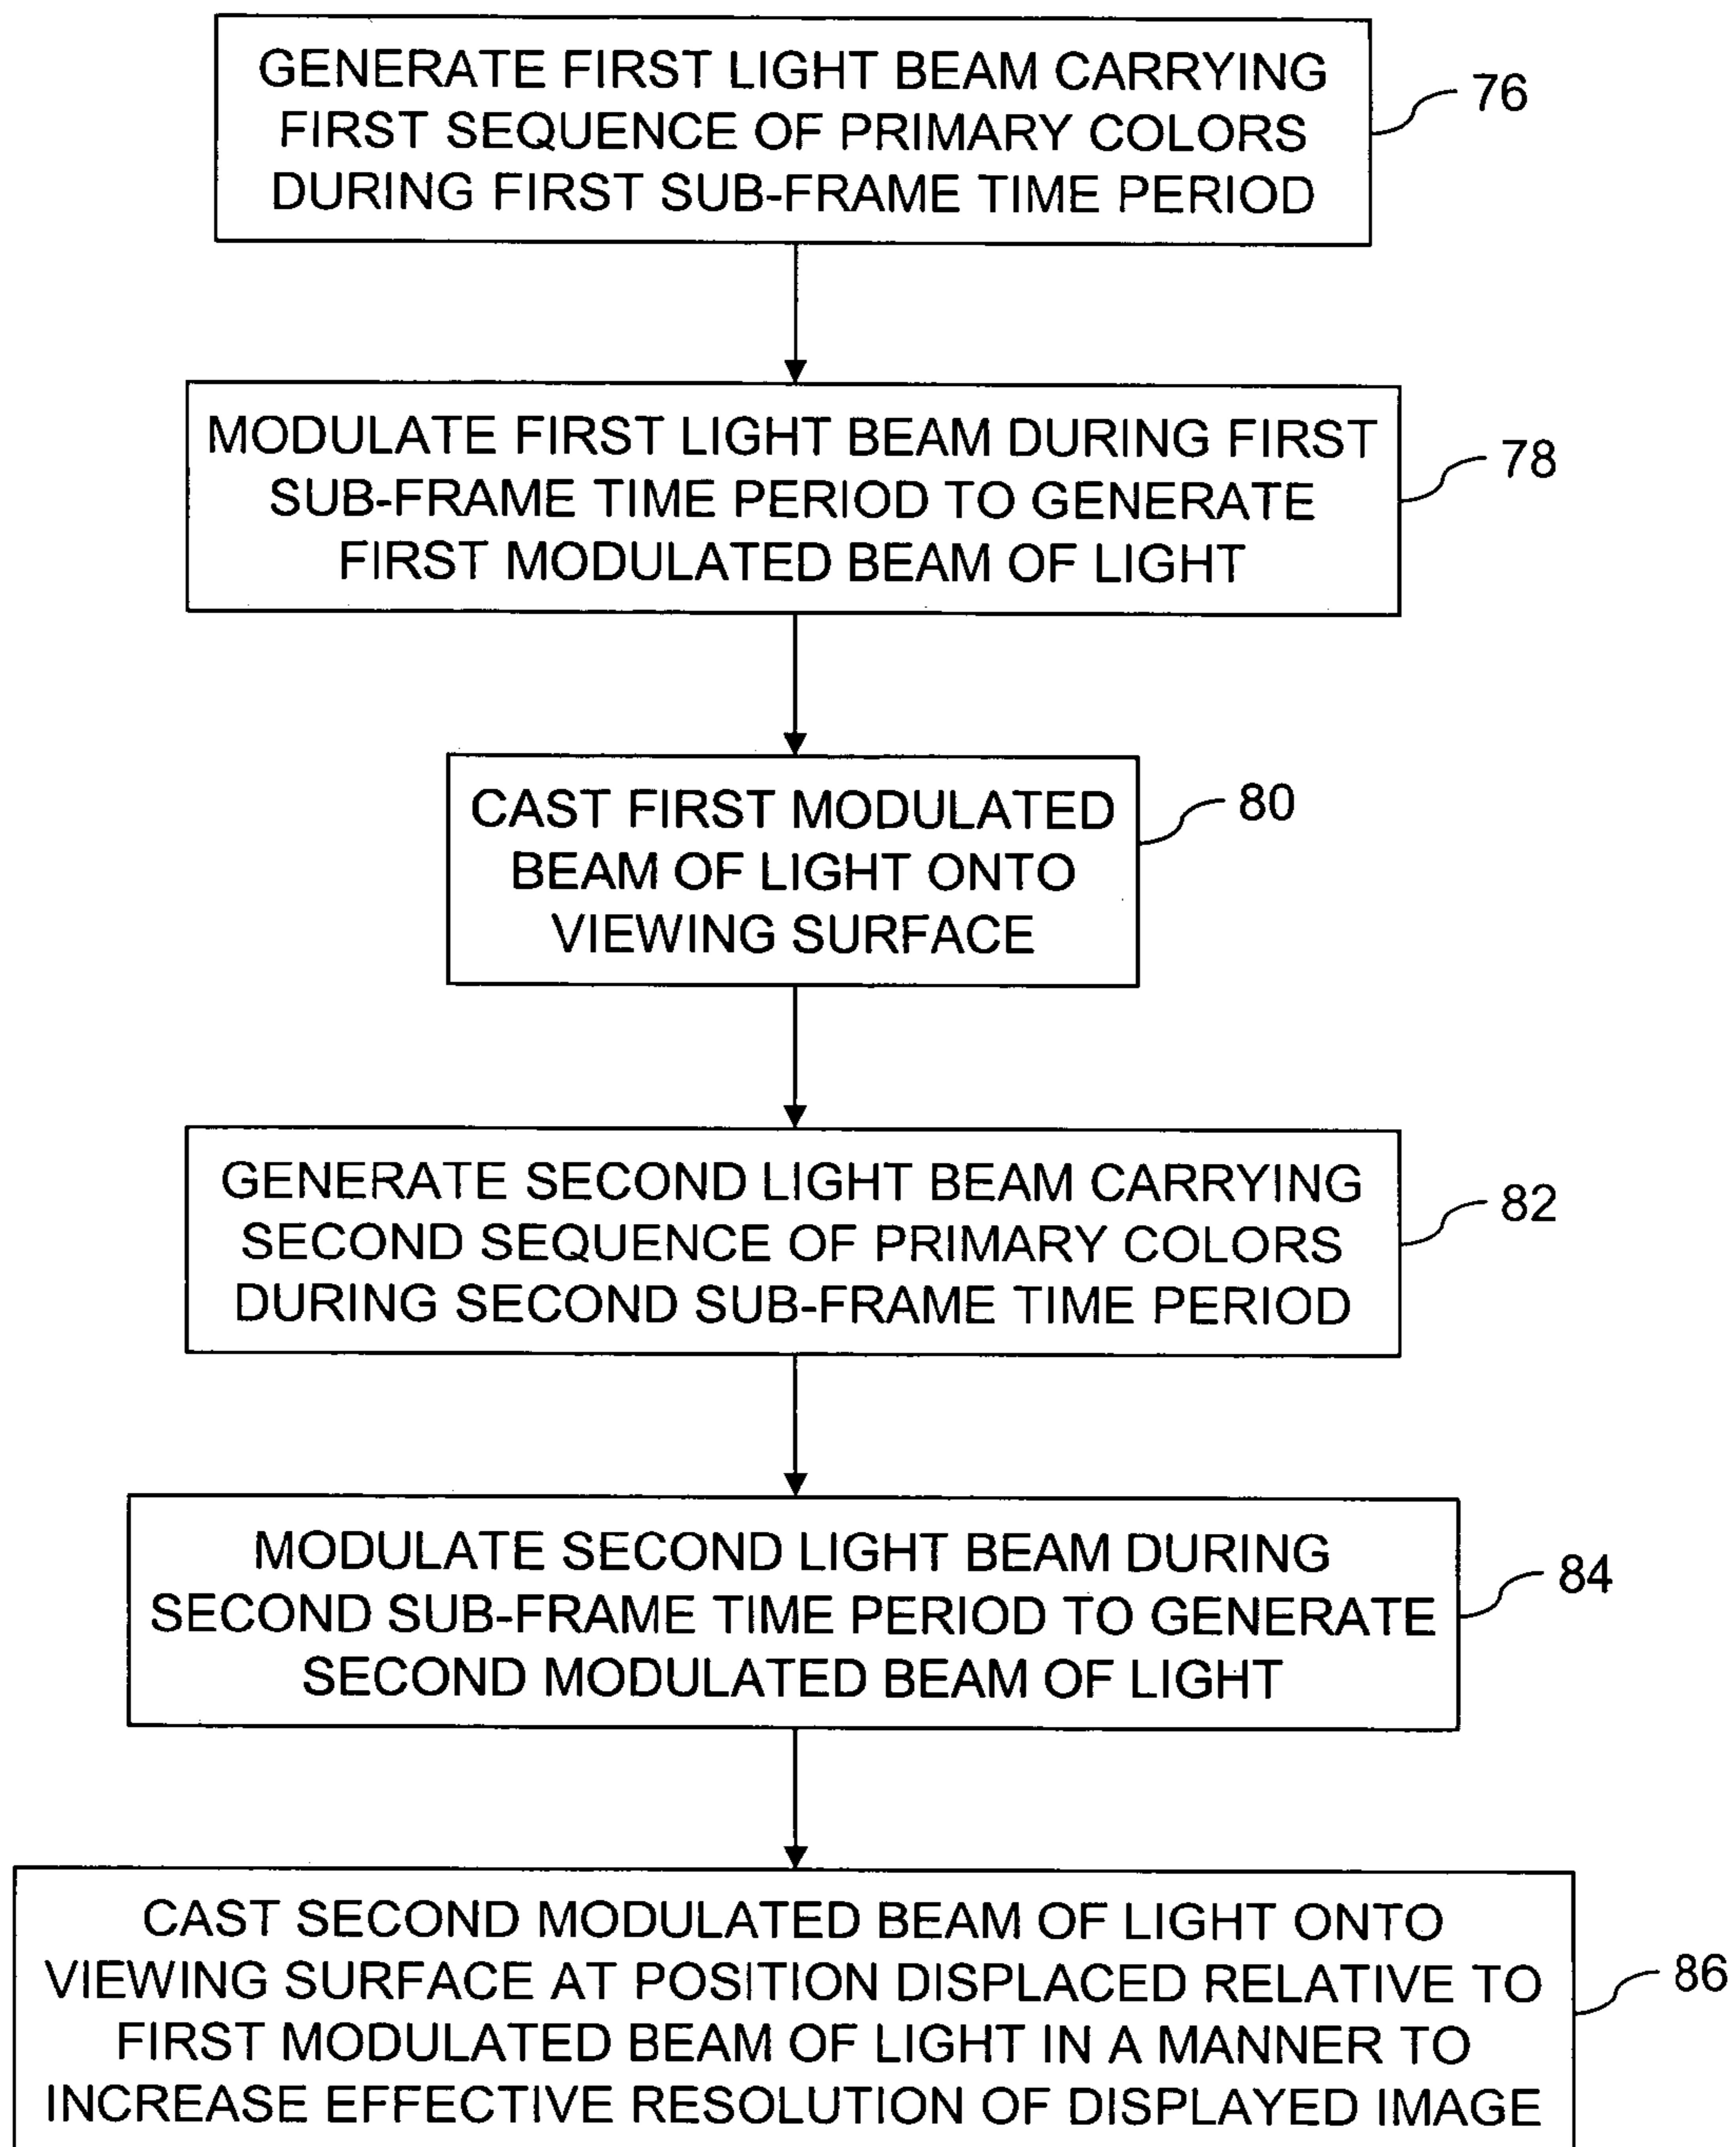 GENERATE FIRST LIGHT BEAM CARRYING
FIRST SEQUENCE OF PRIMARY COLORS
DURING FIRST SUB-FRAME TIME PERIOD
76
MODULATE FIRST LIGHT BEAM DURING FIRST
SUB-FRAME TIME PERIOD TO GENERATE
FIRST MODULATED BEAM OF LIGHT
78
CAST FIRST MODULATED
BEAM OF LIGHT ONTO
VIEWING SURFACE
80
GENERATE SECOND LIGHT BEAM CARRYING
SECOND SEQUENCE OF PRIMARY COLORS
DURING SECOND SUB-FRAME TIME PERIOD
82
MODULATE SECOND LIGHT BEAM DURING
SECOND SUB-FRAME TIME PERIOD TO GENERATE
SECOND MODULATED BEAM OF LIGHT
84
CAST SECOND MODULATED BEAM OF LIGHT ONTO
VIEWING SURFACE AT POSITION DISPLACED RELATIVE TO
FIRST MODULATED BEAM OF LIGHT IN A MANNER TO
INCREASE EFFECTIVE RESOLUTION OF DISPLAYED IMAGE
86